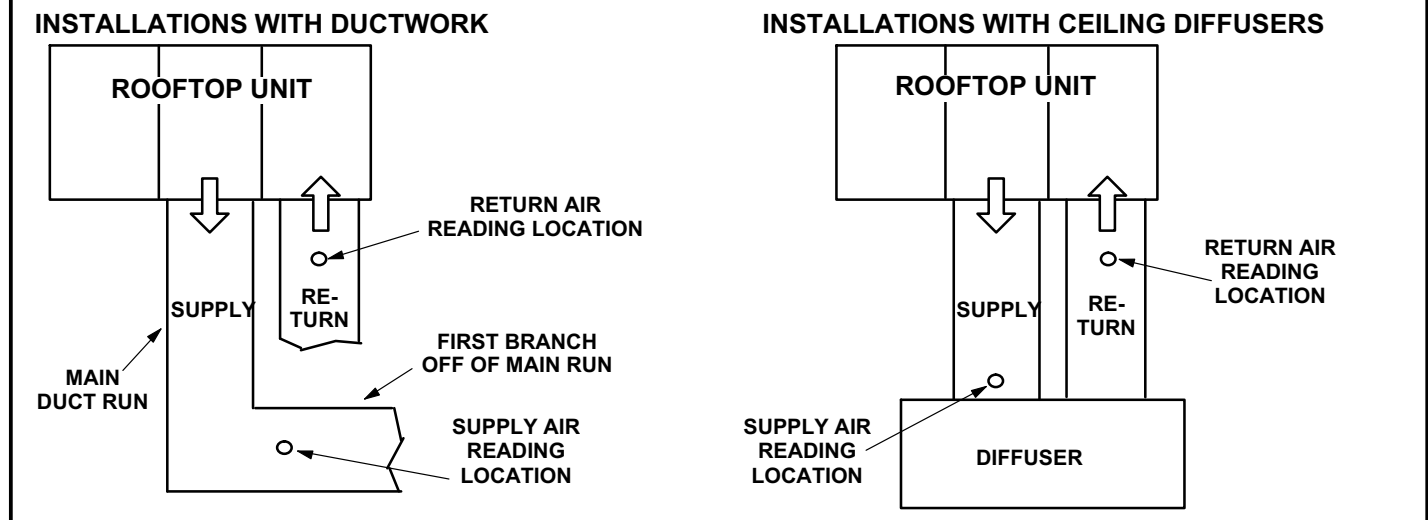 INSTALLATIONS WITH DUCTWORK
ROOFTOP UNIT
RETURN AIR
READING LOCATION
SUPPLY
RE-
TURN
FIRST BRANCH
OFF OF MAIN RUN
MAIN
DUCT RUN
SUPPLY AIR
READING
LOCATION
INSTALLATIONS WITH CEILING DIFFUSERS
ROOFTOP UNIT
RETURN AIR
READING
LOCATION
SUPPLY
RE-
TURN
SUPPLY AIR
READING
LOCATION
DIFFUSER